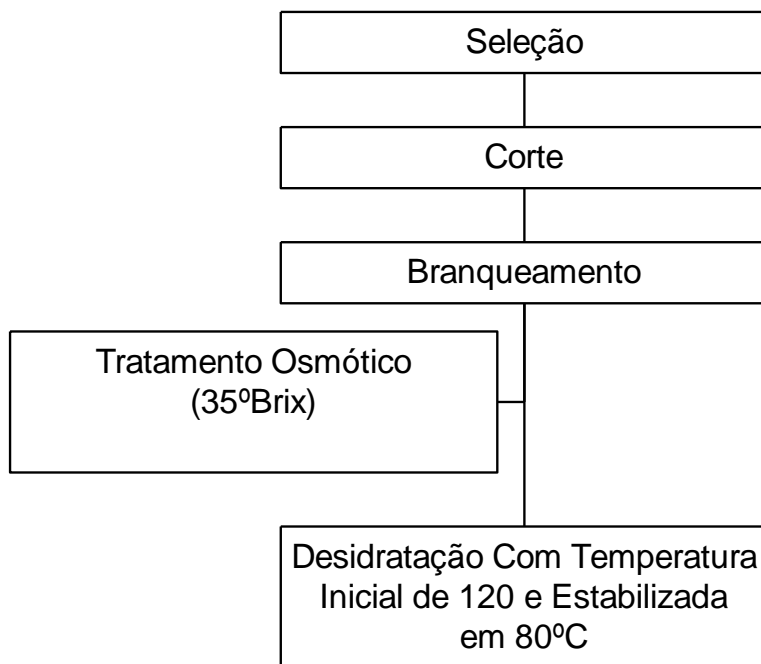 Seleção
Corte
Branqueamento
Tratamento Osmótico
(35ºBrix)
Desidratação Com Temperatura
Inicial de 120 e Estabilizada
em 80ºC